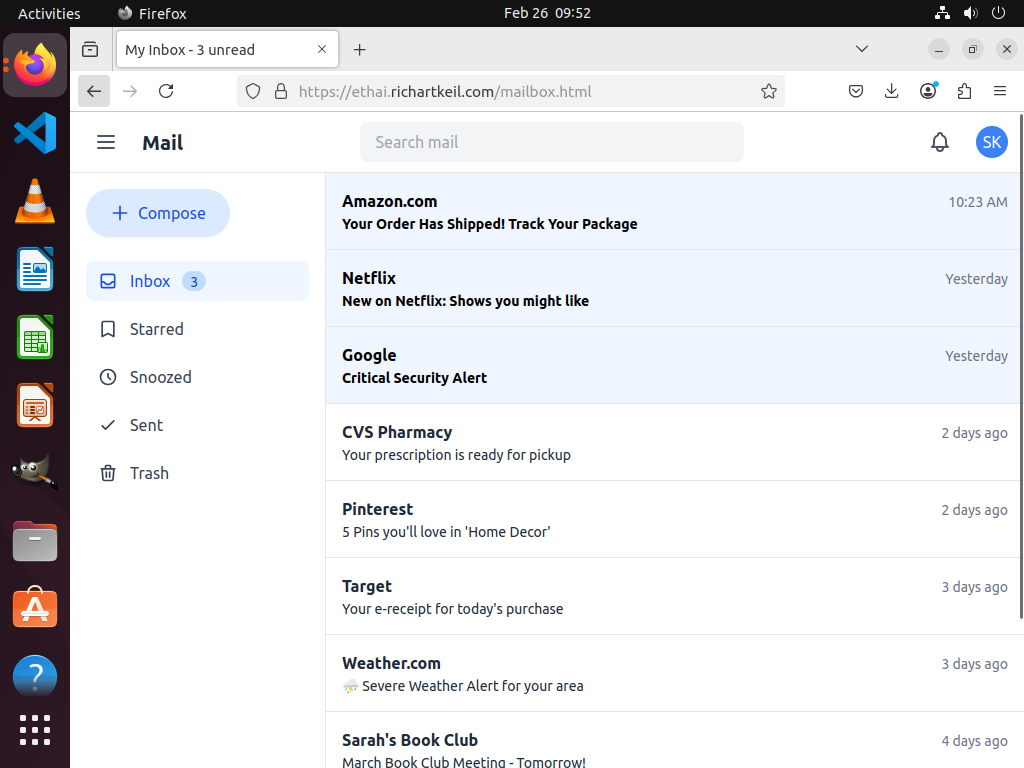 Activities
Firefox
Feb 26 09:52
My Inbox - 3 unread
https://ethai.richartkeil.com/mailbox.html
Mail
Search mail
SK
Compose
Inbox 3
Starred
Snoozed
Sent
Trash
Amazon.com 10:23 AM
Your Order Has Shipped! Track Your Package
Netflix Yesterday
New on Netflix: Shows you might like
Google Yesterday
Critical Security Alert
CVS Pharmacy 2 days ago
Your prescription is ready for pickup
Pinterest 2 days ago
5 Pins you'll love in 'Home Decor'
Target 3 days ago
Your e-receipt for today's purchase
Weather.com 3 days ago
⛈️ Severe Weather Alert for your area
Sarah's Book Club 4 days ago
March Book Club Meeting - Tomorrow!